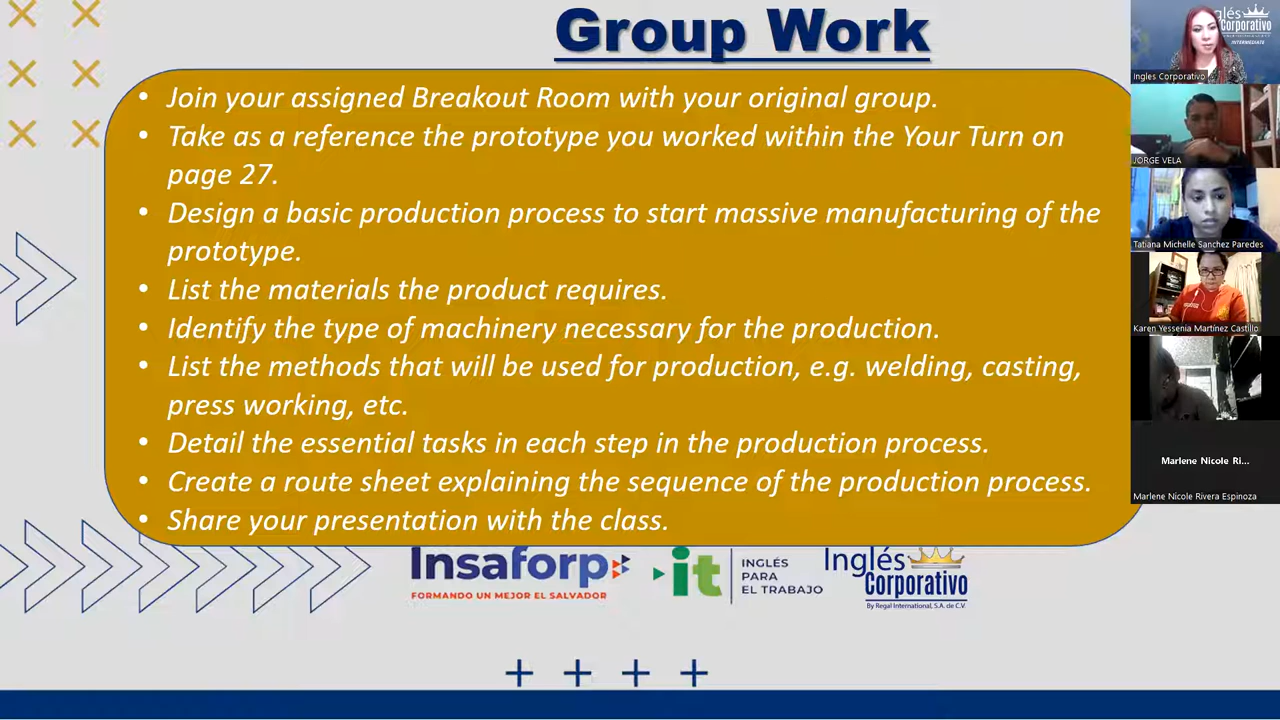 Group Work
• Join your assigned Breakout Room with your original group.
• Take as a reference the prototype you worked within the Your Turn on
page 27.
• Design a basic production process to start massive manufacturing of the
prototype.
• List the materials the product requires.
• Identify the type of machinery necessary for the production.
• List the methods that will be used for production, e.g. welding, casting,
press working, etc.
• Detail the essential tasks in each step in the production process.
• Create a route sheet explaining the sequence of the production process.
• Share your presentation with the class.
Insaforp
FORMANDO UN MEJOR EL SALVADOR
it
INGLÉS
PARA
EL TRABAJO
Inglés
Corporativo
By Regal International, S.A. de C.V.
Inglés
Corporativo
INTERMEDIATE
Ingles Corporativo
JORGE VELA
Tatiana Michelle Sanchez Paredes
Karen Yessenia Martínez Castillo
Marlene Nicole Ri...
Marlene Nicole Rivera Espinoza